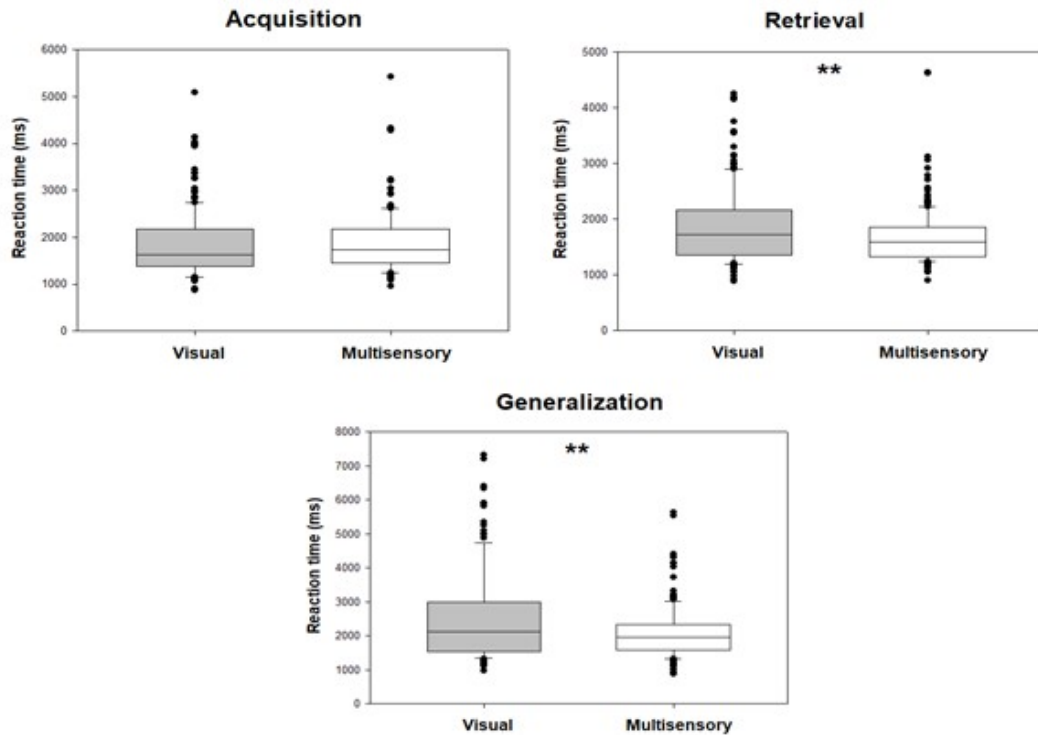 Acquisition
Reaction time (ms)
6000
5000
4000
3000
2000
1000
0
Visual Multisensory
Retrieval
**
Reaction time (ms)
5000
4000
3000
2000
1000
0
Visual Multisensory
Generalization
**
Reaction time (ms)
8000
7000
6000
5000
4000
3000
2000
1000
0
Visual Multisensory